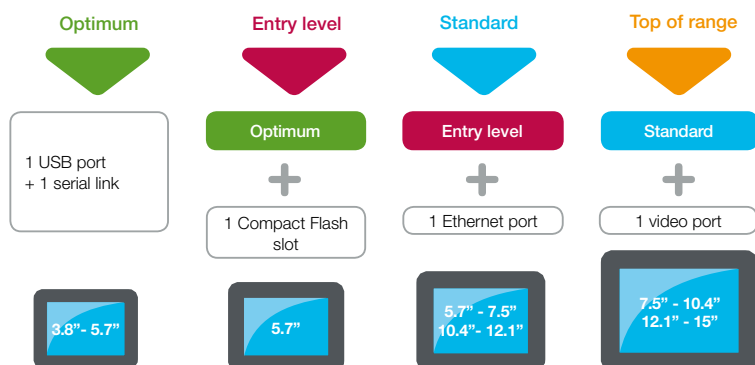 Optimum
Entry level
Standard
Top of range
1 USB port
+ 1 serial link
Optimum
Entry level
Standard
1 Compact Flash
slot
1 Ethernet port
1 video port
3.8”- 5.7”
5.7”
5.7” - 7.5”
10.4”- 12.1”
7.5” - 10.4”
12.1” - 15”